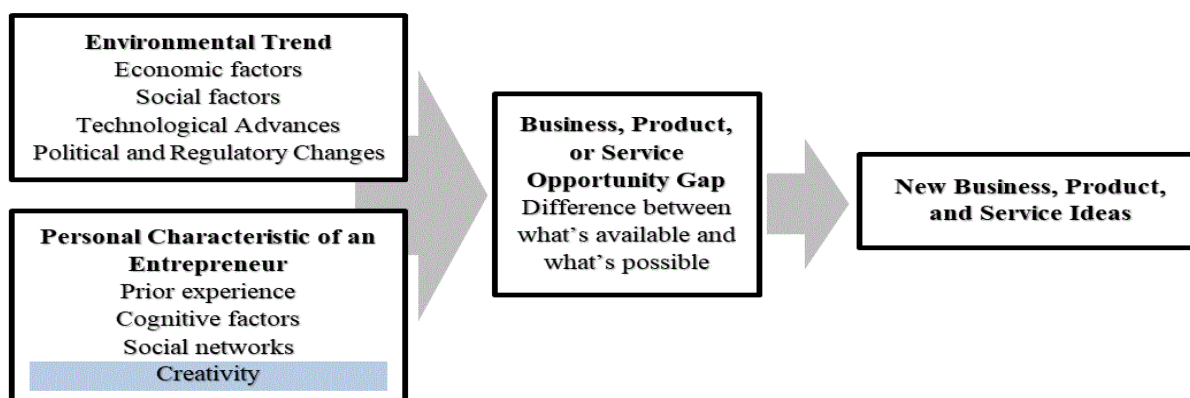 Environmental Trend
Economic factors
Social factors
Technological Advances
Political and Regulatory Changes
Personal Characteristic of an
Entrepreneur
Prior experience
Cognitive factors
Social networks
Creativity
Business, Product,
or Service
Opportunity Gap
Difference between
what's available and
what's possible
New Business, Product,
and Service Ideas